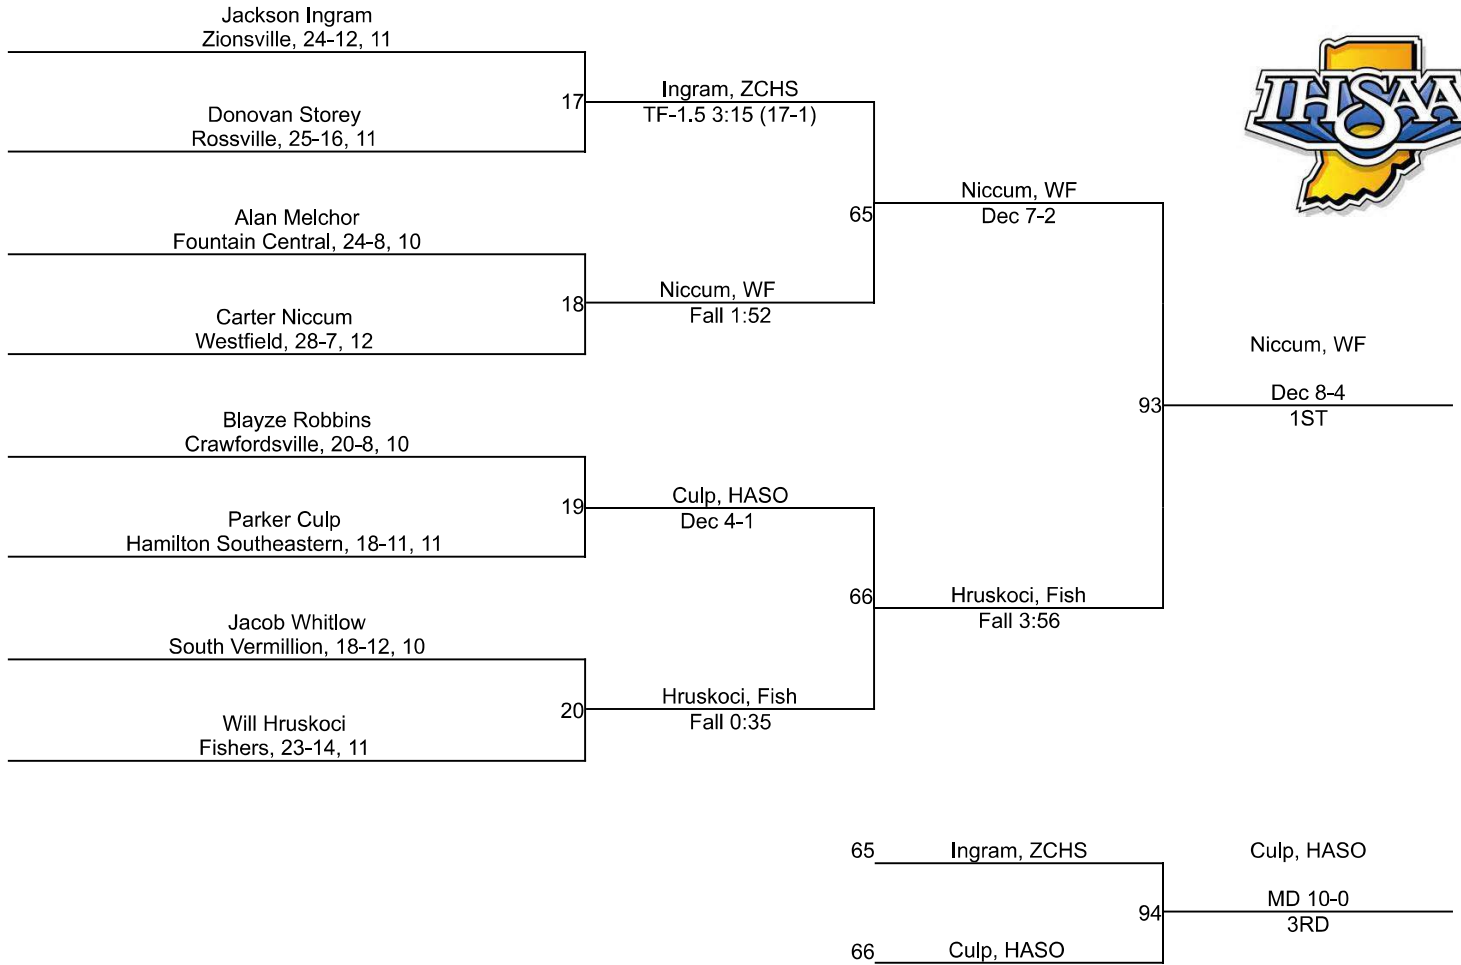 Jackson Ingram
Zionsville, 24-12, 11
Donovan Storey
Rossville, 25-16, 11
Alan Melchor
Fountain Central, 24-8, 10
Carter Niccum
Westfield, 28-7, 12
Blayze Robbins
Crawfordsville, 20-8, 10
Parker Culp
Hamilton Southeastern, 18-11, 11
Jacob Whitlow
South Vermillion, 18-12, 10
Will Hruskoci
Fishers, 23-14, 11
17
Ingram, ZCHS
TF-1.5 3:15 (17-1)
18
Niccum, WF
Fall 1:52
19
Culp, HASO
Dec 4-1
20
Hruskoci, Fish
Fall 0:35
65
Niccum, WF
Dec 7-2
66
Hruskoci, Fish
Fall 3:56
IHSAA
93
Niccum, WF
Dec 8-4
1ST
65
Ingram, ZCHS
66
Culp, HASO
94
Culp, HASO
MD 10-0
3RD